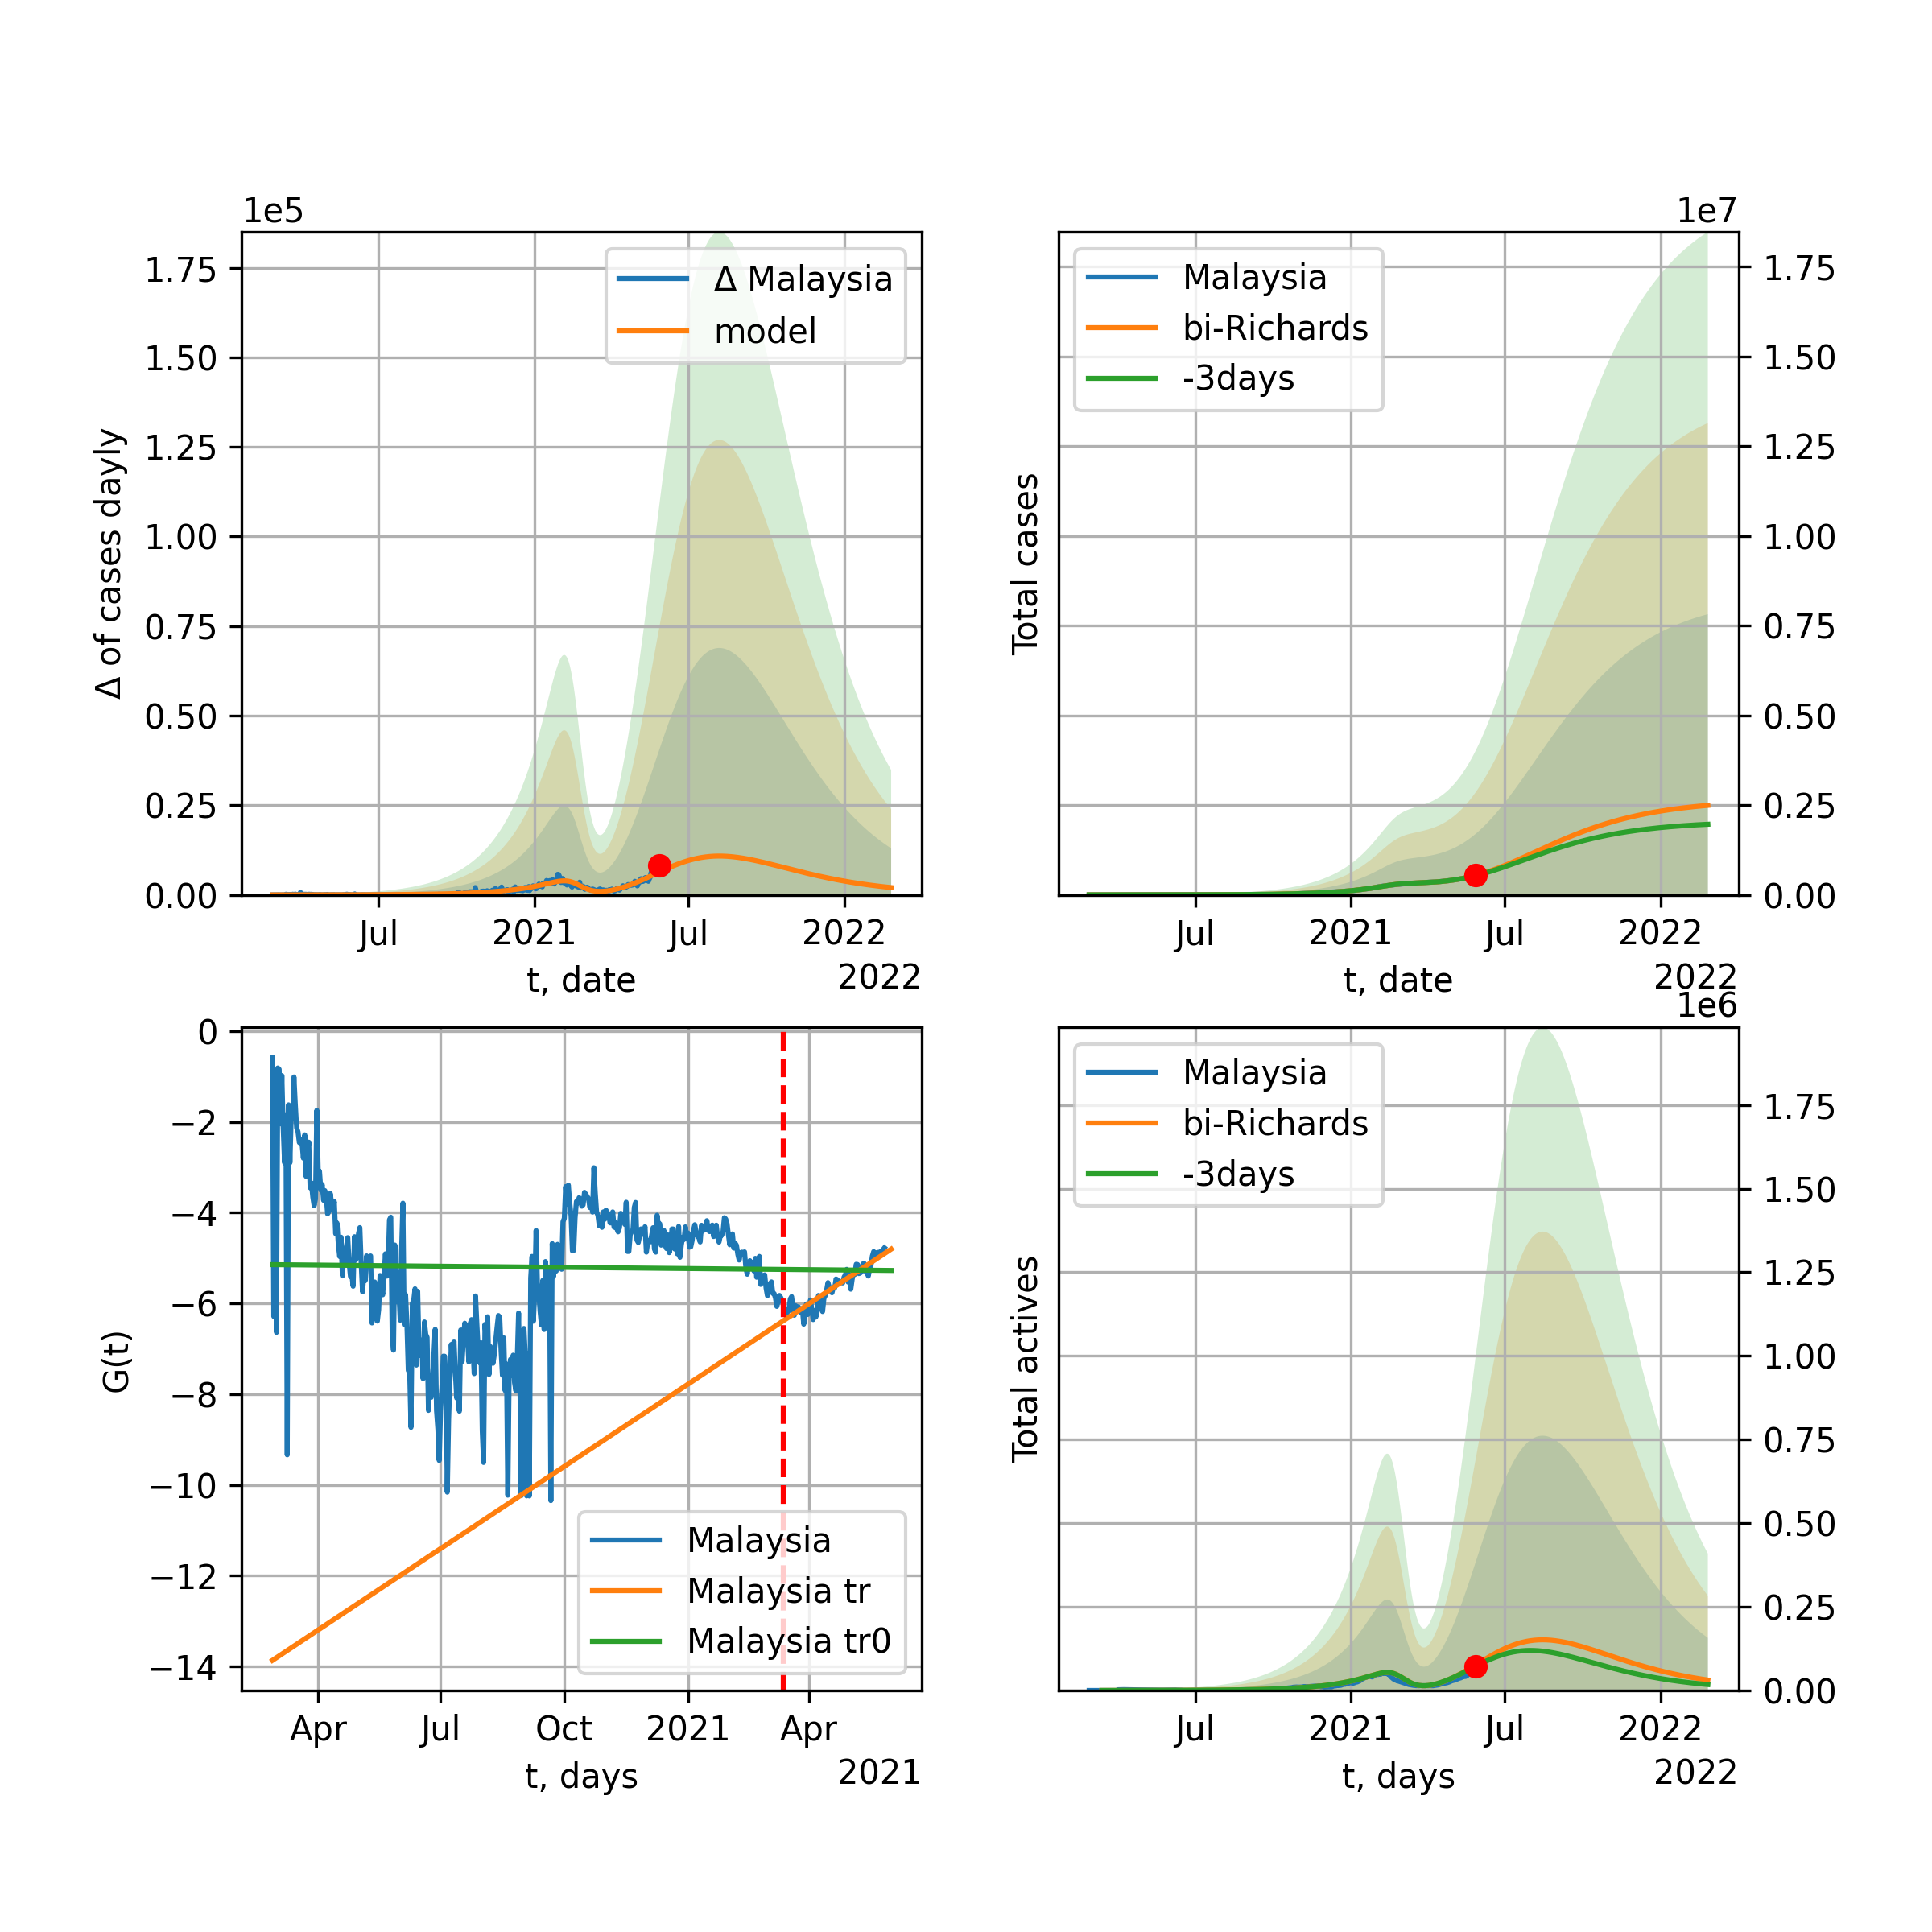 1e5
1.75
1.50
1.25
1.00
0.75
0.50
0.25
0.00
Δ of cases dayly
Δ Malaysia
model
Jul
2021
Jul
2022
t, date
2022
1e7
1.75
1.50
1.25
1.00
0.75
0.50
0.25
0.00
Total cases
Malaysia
bi-Richards
-3days
Jul
2021
Jul
2022
t, date
2022
0
−2
−4
−6
−8
−10
−12
−14
G(t)
Malaysia
Malaysia tr
Malaysia tr0
Apr
Jul
Oct
2021
Apr
t, days
2021
1e6
1.75
1.50
1.25
1.00
0.75
0.50
0.25
0.00
Total actives
Malaysia
bi-Richards
-3days
Jul
2021
Jul
2022
t, days
2022